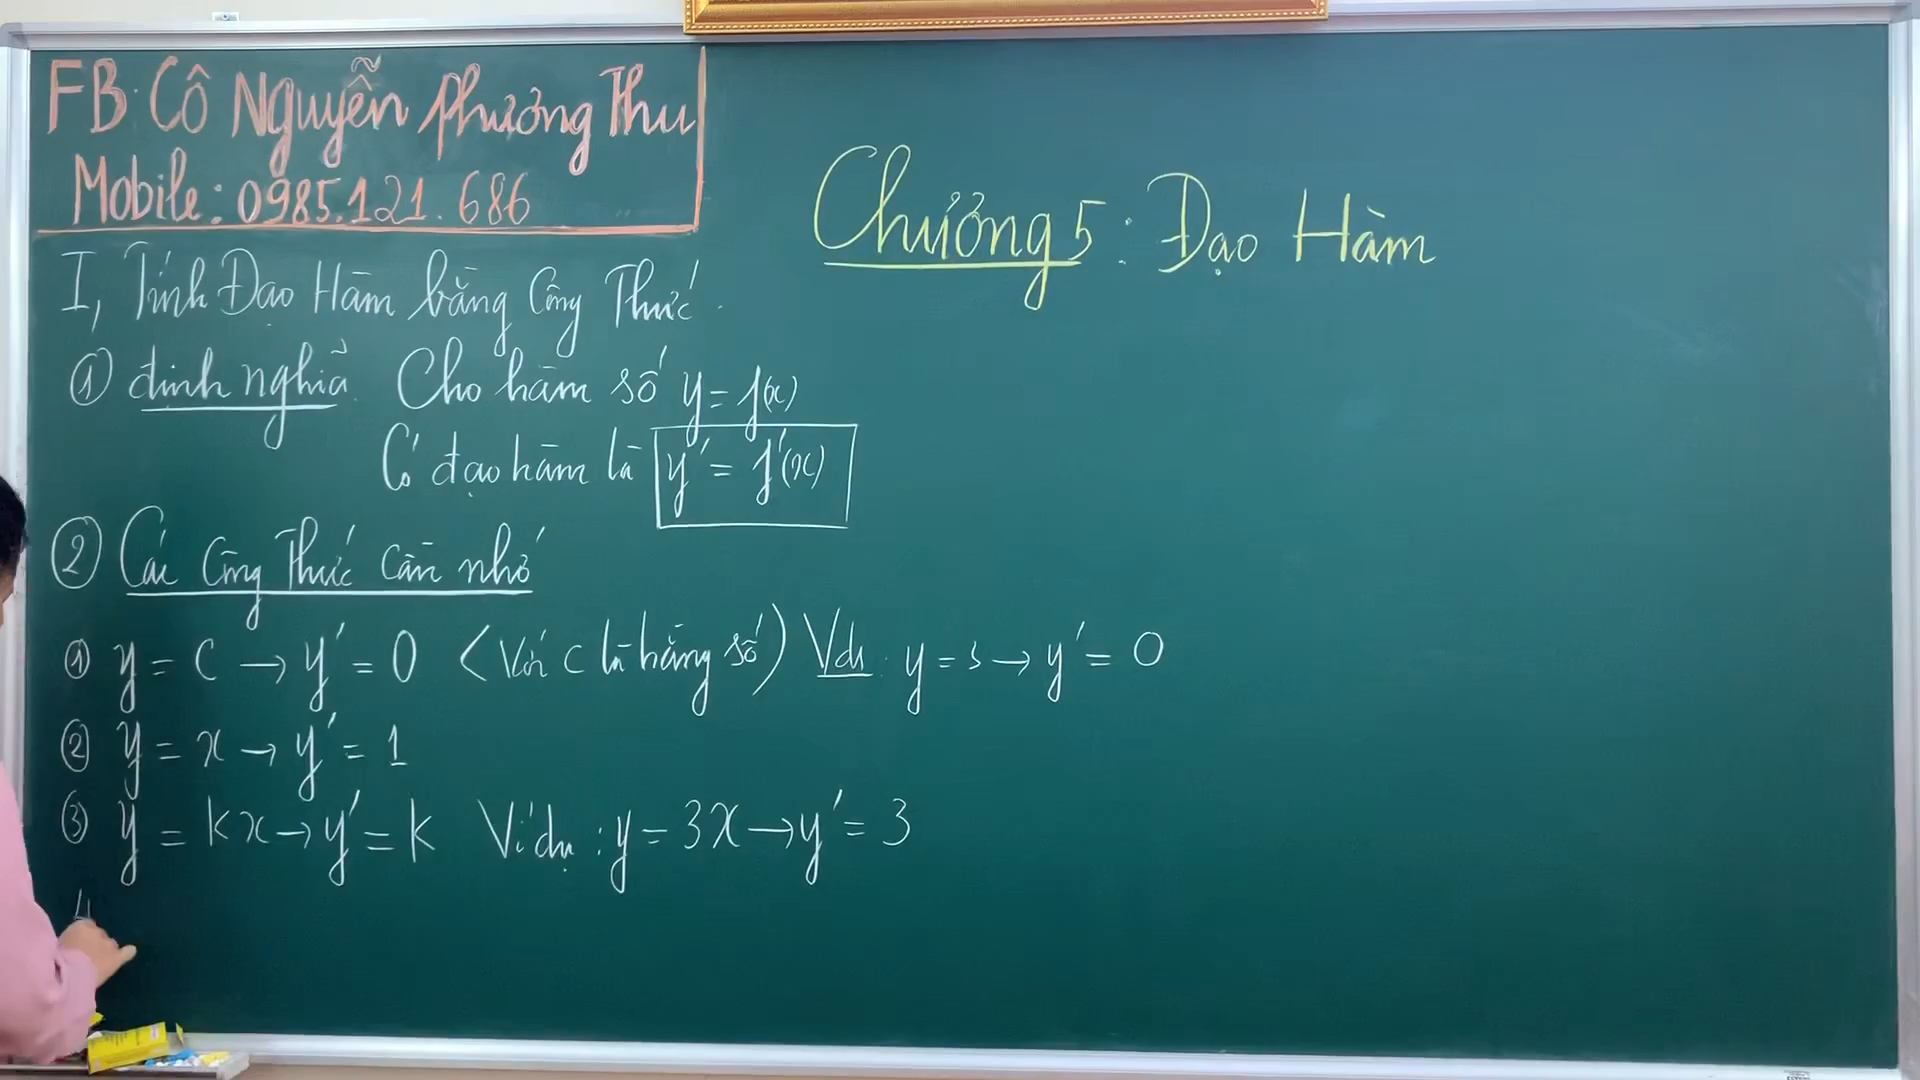 FB: Cô Nguyễn Phương Thu
Mobile: 0985.121.686
Chương 5: Đạo Hàm
I, Tính Đạo Hàm bằng Công Thức.
① định nghĩa. Cho hàm số y = f(x)
Có đạo hàm là y' = f'(x)
② Các Công Thức cần nhớ
① y = C → y' = 0 (Với C là hằng số) Vdụ: y = 3 → y' = 0
② y = x → y' = 1
③ y = kx → y' = k Ví dụ: y = 3x → y' = 3
4